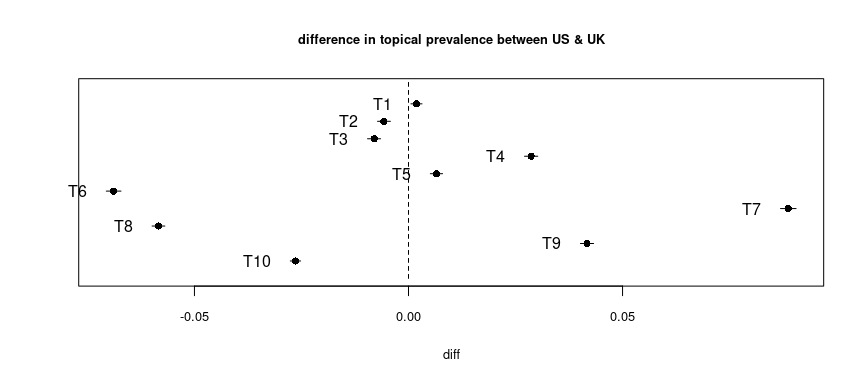 difference in topical prevalence between US & UK
T1
T2
T3
T4
T5
T6
T7
T8
T9
T10
-0.05 0.00 0.05
diff